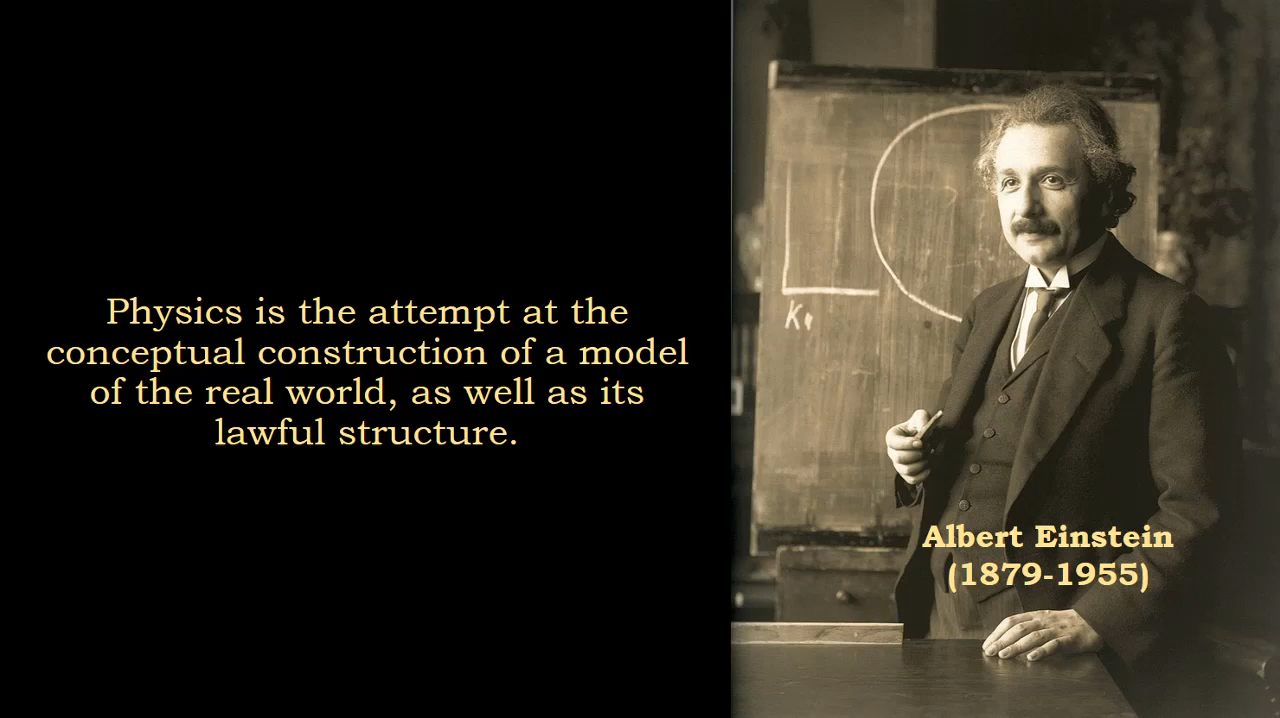 Physics is the attempt at the
conceptual construction of a model
of the real world, as well as its
lawful structure.
Albert Einstein
(1879-1955)